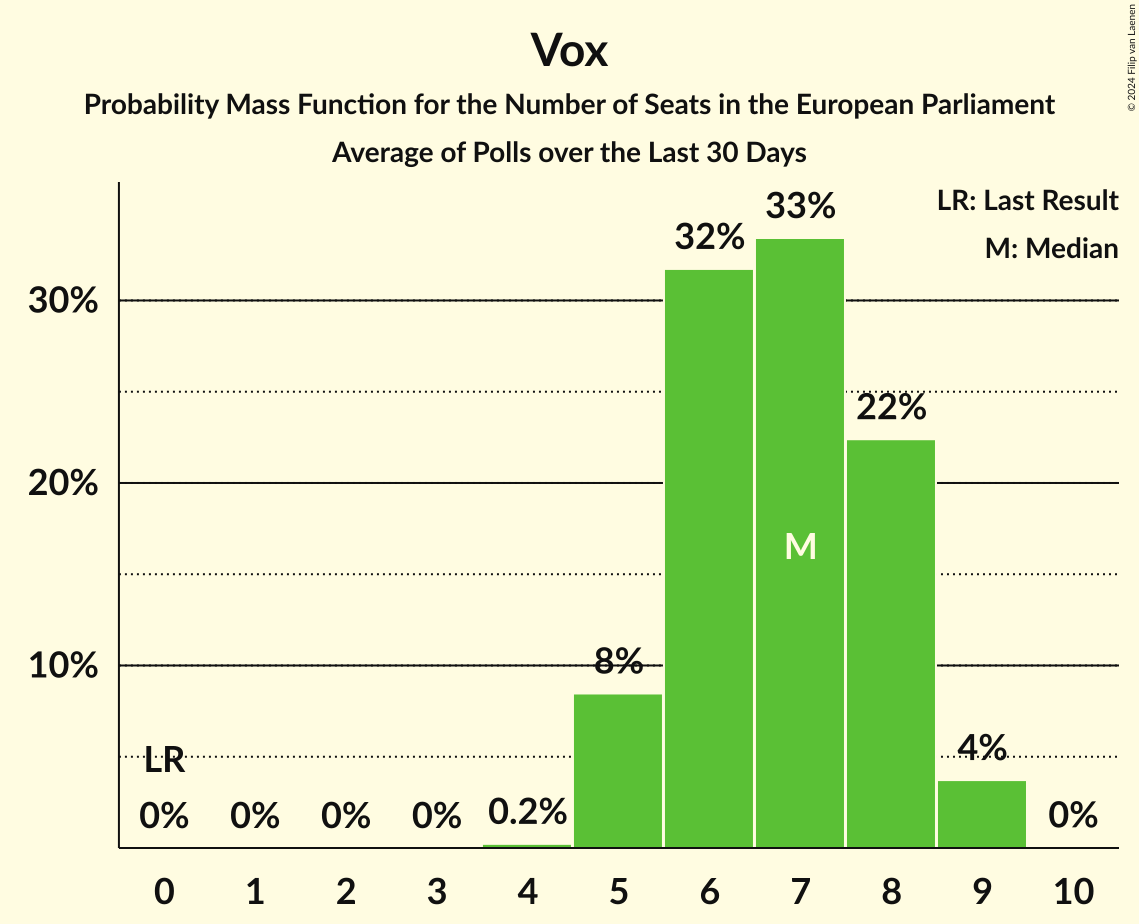 Vox
Probability Mass Function for the Number of Seats in the European Parliament
Average of Polls over the Last 30 Days
© 2024 Filip van Laenen
LR: Last Result
M: Median
33%
32%
30%
22%
20%
M
10%
8%
LR
4%
0% 0% 0% 0% 0.2% 0%
0 1 2 3 4 5 6 7 8 9 10